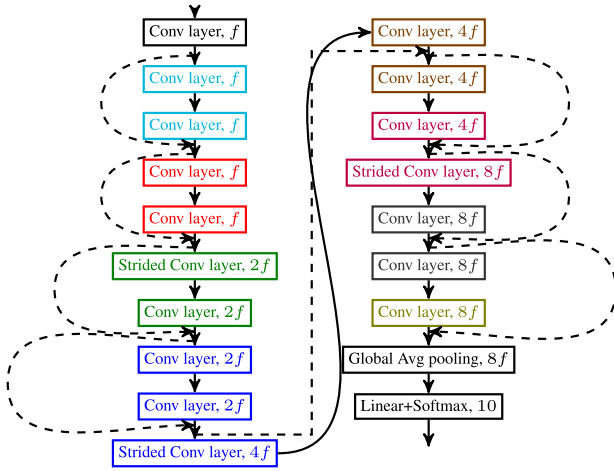 Conv layer, f
Conv layer, f
Conv layer, f
Conv layer, f
Conv layer, f
Strided Conv layer, 2f
Conv layer, 2f
Conv layer, 2f
Conv layer, 2f
Strided Conv layer, 4f
Conv layer, 4f
Conv layer, 4f
Conv layer, 4f
Strided Conv layer, 8f
Conv layer, 8f
Conv layer, 8f
Conv layer, 8f
Global Avg pooling, 8f
Linear+Softmax, 10